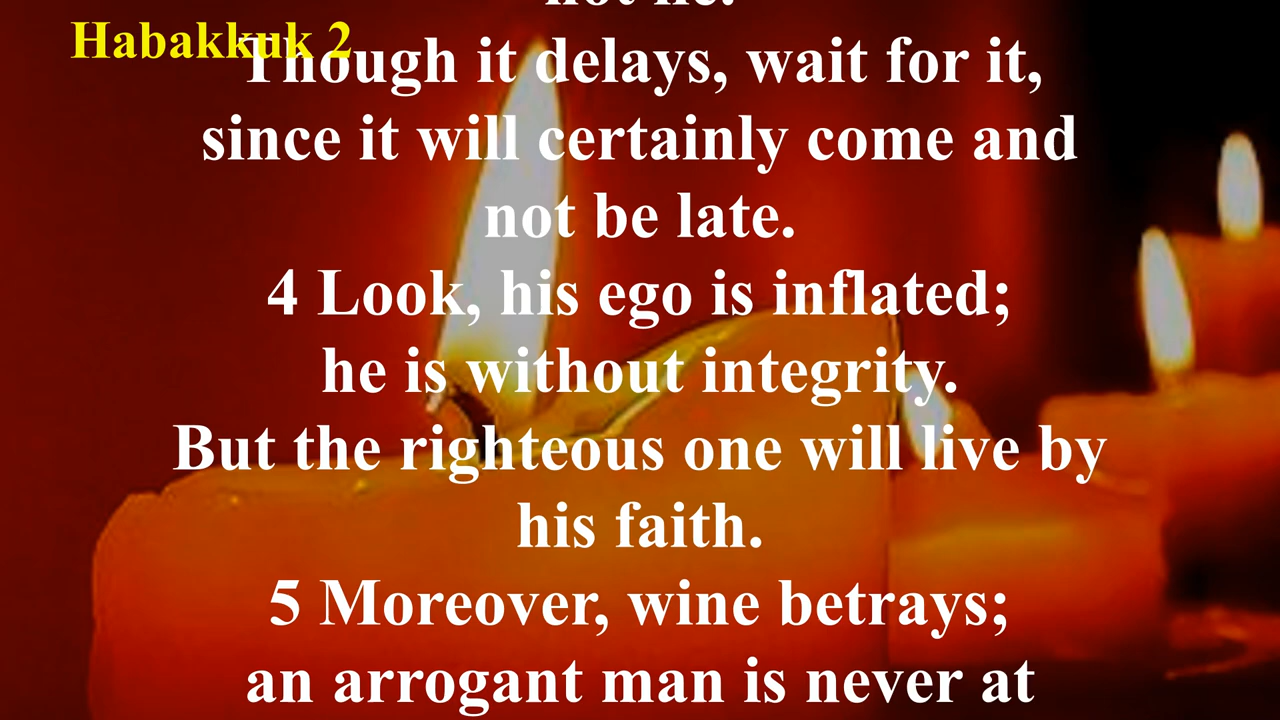 not lie.
Habakkuk 2
Though it delays, wait for it,
since it will certainly come and
not be late.
4 Look, his ego is inflated;
he is without integrity.
But the righteous one will live by
his faith.
5 Moreover, wine betrays;
an arrogant man is never at